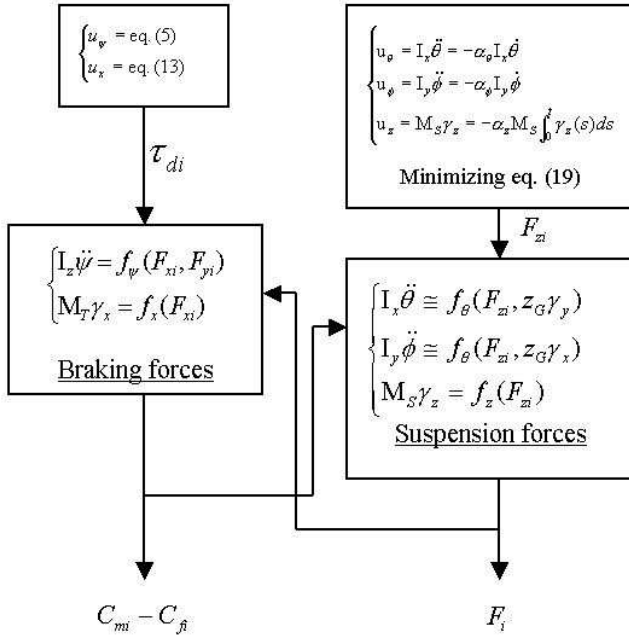 u_ψ = eq. (5)
u_x = eq. (13)
u_θ = I_x θ̈ = −α_θ I_x θ̇
u_ϕ = I_y ϕ̈ = −α_ϕ I_y ϕ̇
u_z = M_S γ_z = −α_z M_S ∫_0^t γ_z(s)ds
Minimizing eq. (19)
τ_di
F_zi
I_z ψ̈ = f_ψ(F_xi, F_yi)
M_T γ_x = f_x(F_xi)
Braking forces
I_x θ̈ ≅ f_θ(F_zi, z_G γ_y)
I_y ϕ̈ ≅ f_θ(F_zi, z_G γ_x)
M_S γ_z = f_z(F_zi)
Suspension forces
C_mi − C_fi
F_i